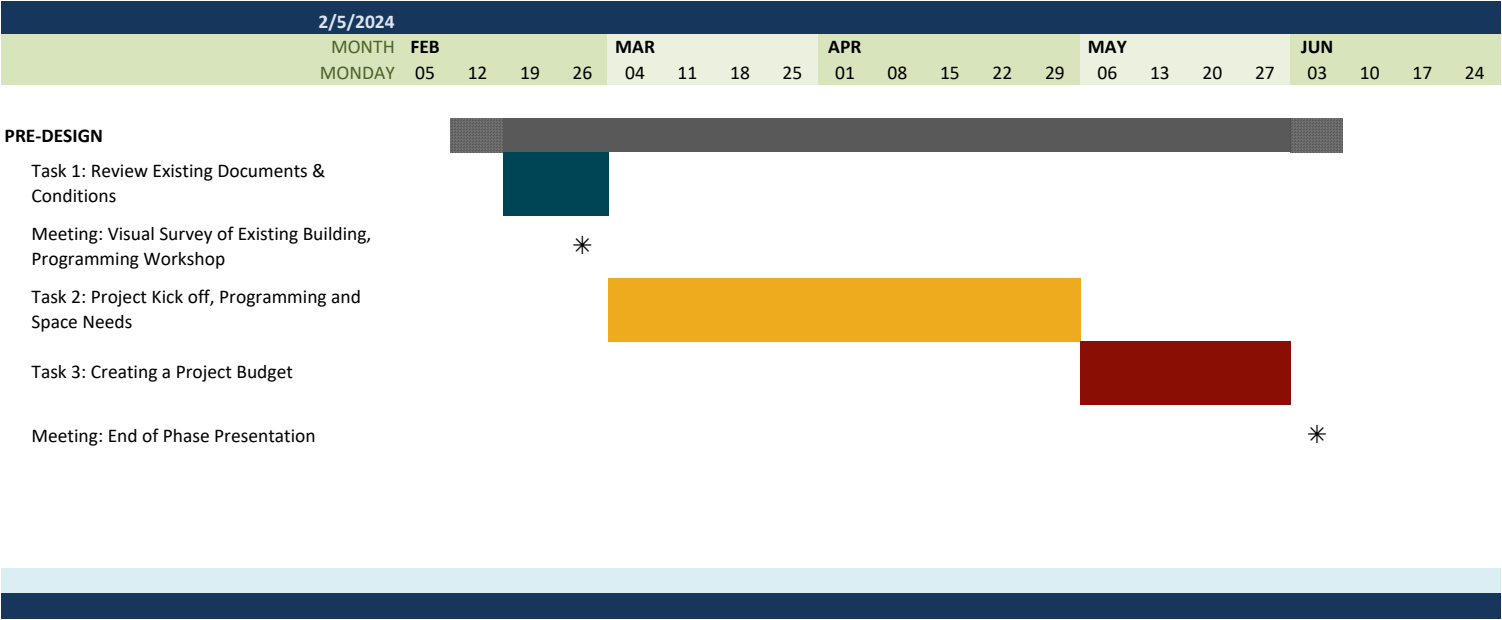 2/5/2024
MONTH FEB MAR APR MAY JUN
MONDAY 05 12 19 26 04 11 18 25 01 08 15 22 29 06 13 20 27 03 10 17 24
PRE-DESIGN
Task 1: Review Existing Documents &
Conditions
Meeting: Visual Survey of Existing Building,
Programming Workshop
Task 2: Project Kick off, Programming and
Space Needs
Task 3: Creating a Project Budget
Meeting: End of Phase Presentation